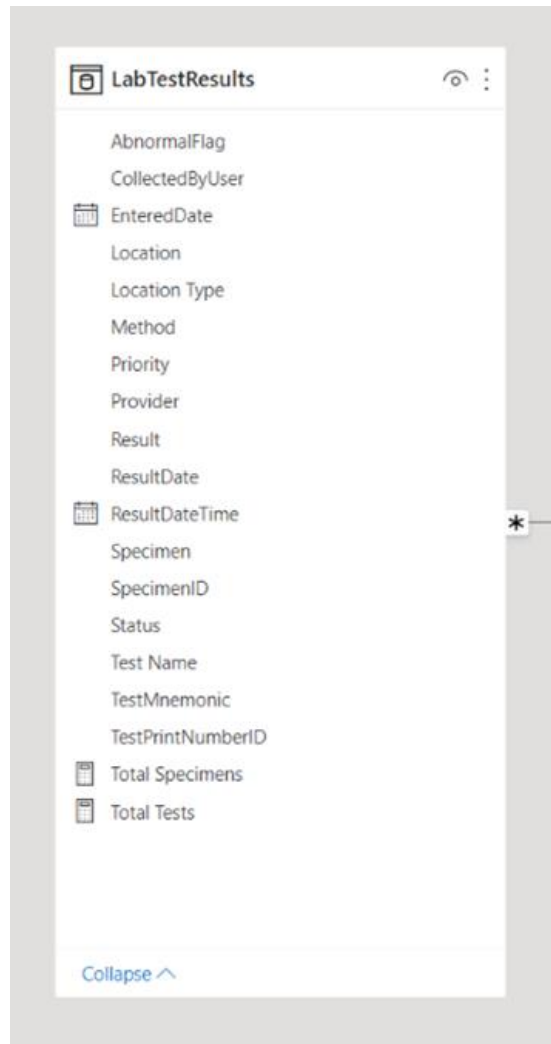 LabTestResults
AbnormalFlag
CollectedByUser
EnteredDate
Location
Location Type
Method
Priority
Provider
Result
ResultDate
ResultDateTime
*
Specimen
SpecimenID
Status
Test Name
TestMnemonic
TestPrintNumberID
Total Specimens
Total Tests
Collapse